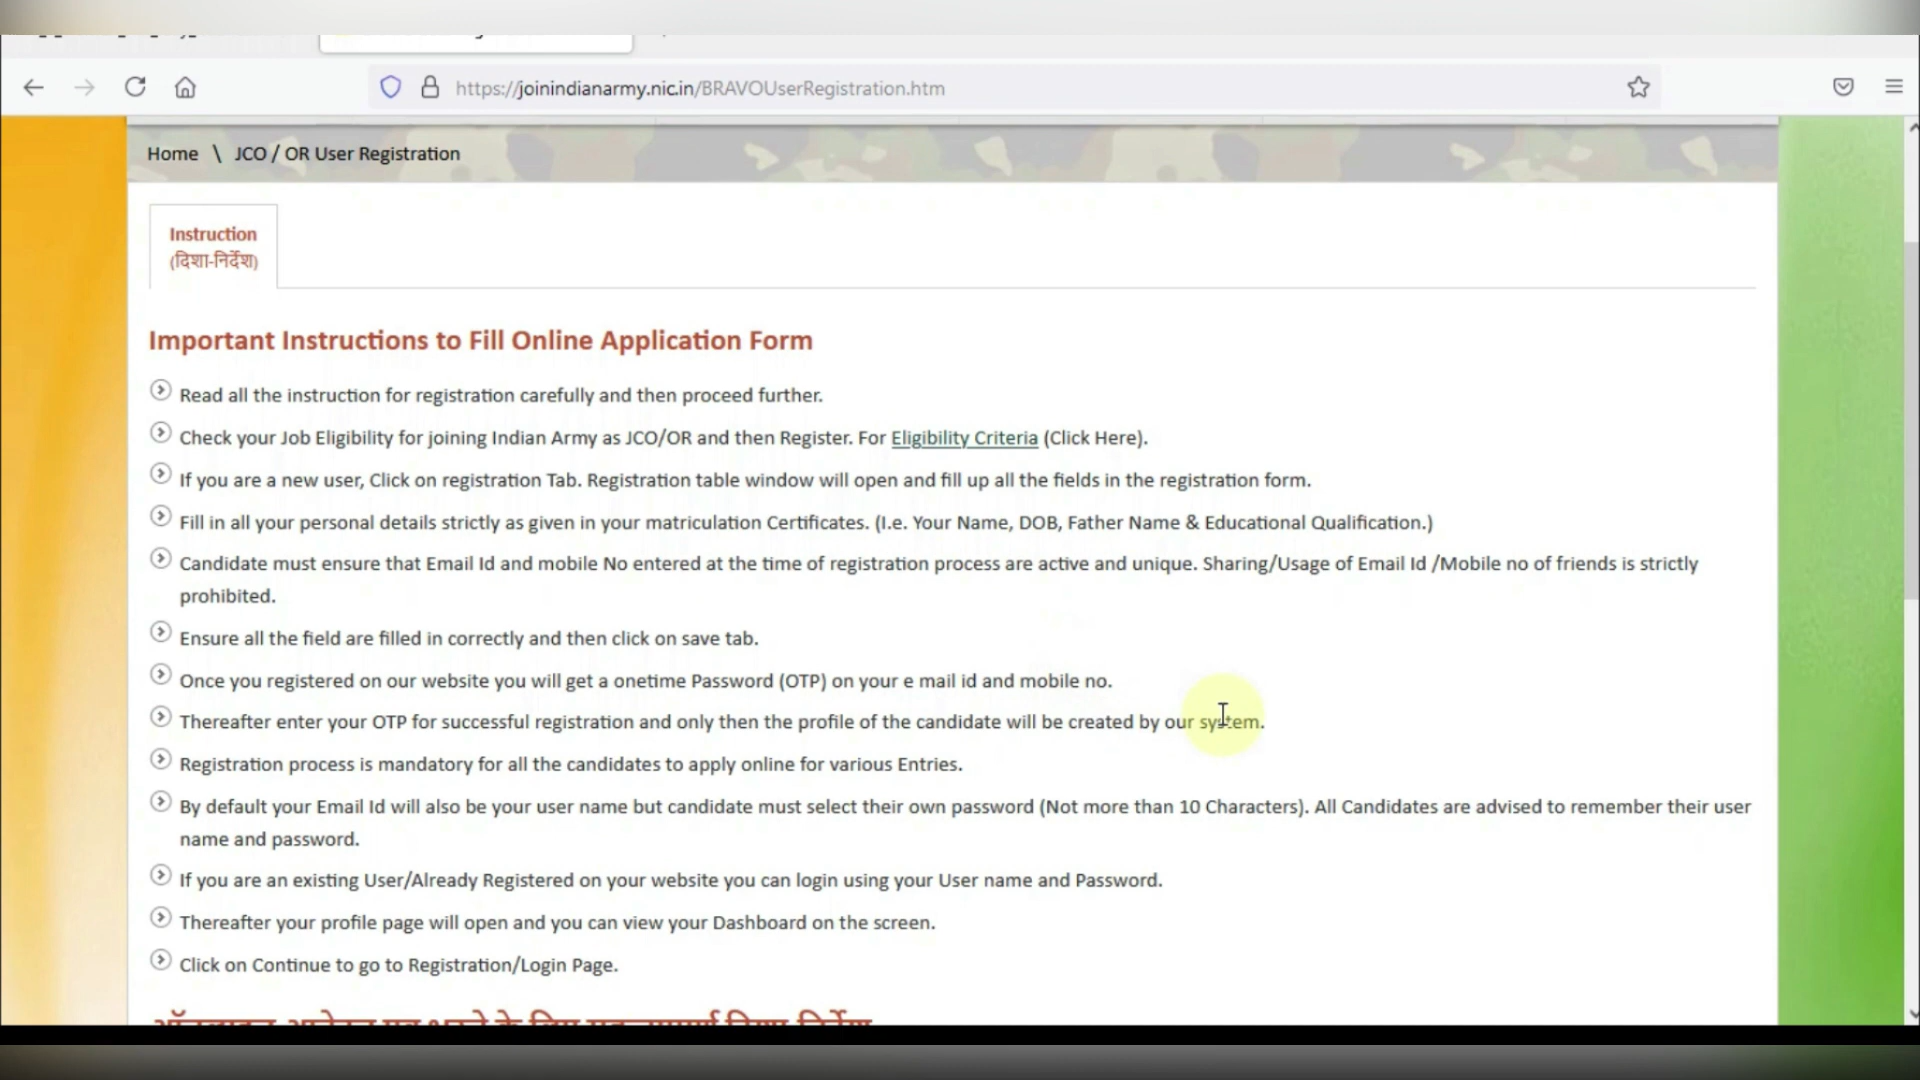 https://joinindianarmy.nic.in/BRAVOUserRegistration.htm
Home \ JCO / OR User Registration
Instruction
(दिशा-निर्देश)
Important Instructions to Fill Online Application Form
Read all the instruction for registration carefully and then proceed further.
Check your Job Eligibility for joining Indian Army as JCO/OR and then Register. For Eligibility Criteria (Click Here).
If you are a new user, Click on registration Tab. Registration table window will open and fill up all the fields in the registration form.
Fill in all your personal details strictly as given in your matriculation Certificates. (I.e. Your Name, DOB, Father Name & Educational Qualification.)
Candidate must ensure that Email Id and mobile No entered at the time of registration process are active and unique. Sharing/Usage of Email Id /Mobile no of friends is strictly
prohibited.
Ensure all the field are filled in correctly and then click on save tab.
Once you registered on our website you will get a onetime Password (OTP) on your e mail id and mobile no.
Thereafter enter your OTP for successful registration and only then the profile of the candidate will be created by our system.
Registration process is mandatory for all the candidates to apply online for various Entries.
By default your Email Id will also be your user name but candidate must select their own password (Not more than 10 Characters). All Candidates are advised to remember their user
name and password.
If you are an existing User/Already Registered on your website you can login using your User name and Password.
Thereafter your profile page will open and you can view your Dashboard on the screen.
Click on Continue to go to Registration/Login Page.